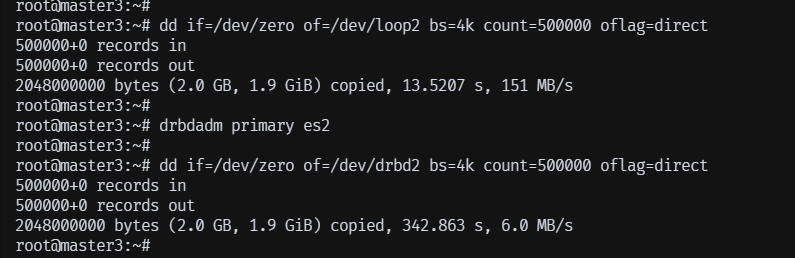 root@master3:~#
root@master3:~# dd if=/dev/zero of=/dev/loop2 bs=4k count=500000 oflag=direct
500000+0 records in
500000+0 records out
2048000000 bytes (2.0 GB, 1.9 GiB) copied, 13.5207 s, 151 MB/s
root@master3:~#
root@master3:~# drbdadm primary es2
root@master3:~#
root@master3:~# dd if=/dev/zero of=/dev/drbd2 bs=4k count=500000 oflag=direct
500000+0 records in
500000+0 records out
2048000000 bytes (2.0 GB, 1.9 GiB) copied, 342.863 s, 6.0 MB/s
root@master3:~#